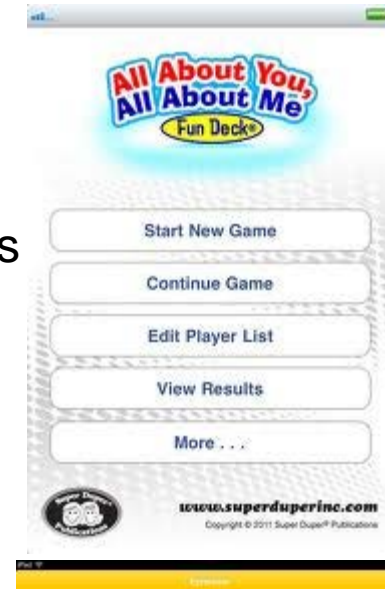 All About You,
All About Me
Fun Deck®
s
Start New Game
Continue Game
Edit Player List
View Results
More . . .
Super Duper®
Publications
www.superduperinc.com
Copyright © 2011 Super Duper® Publications
iPad